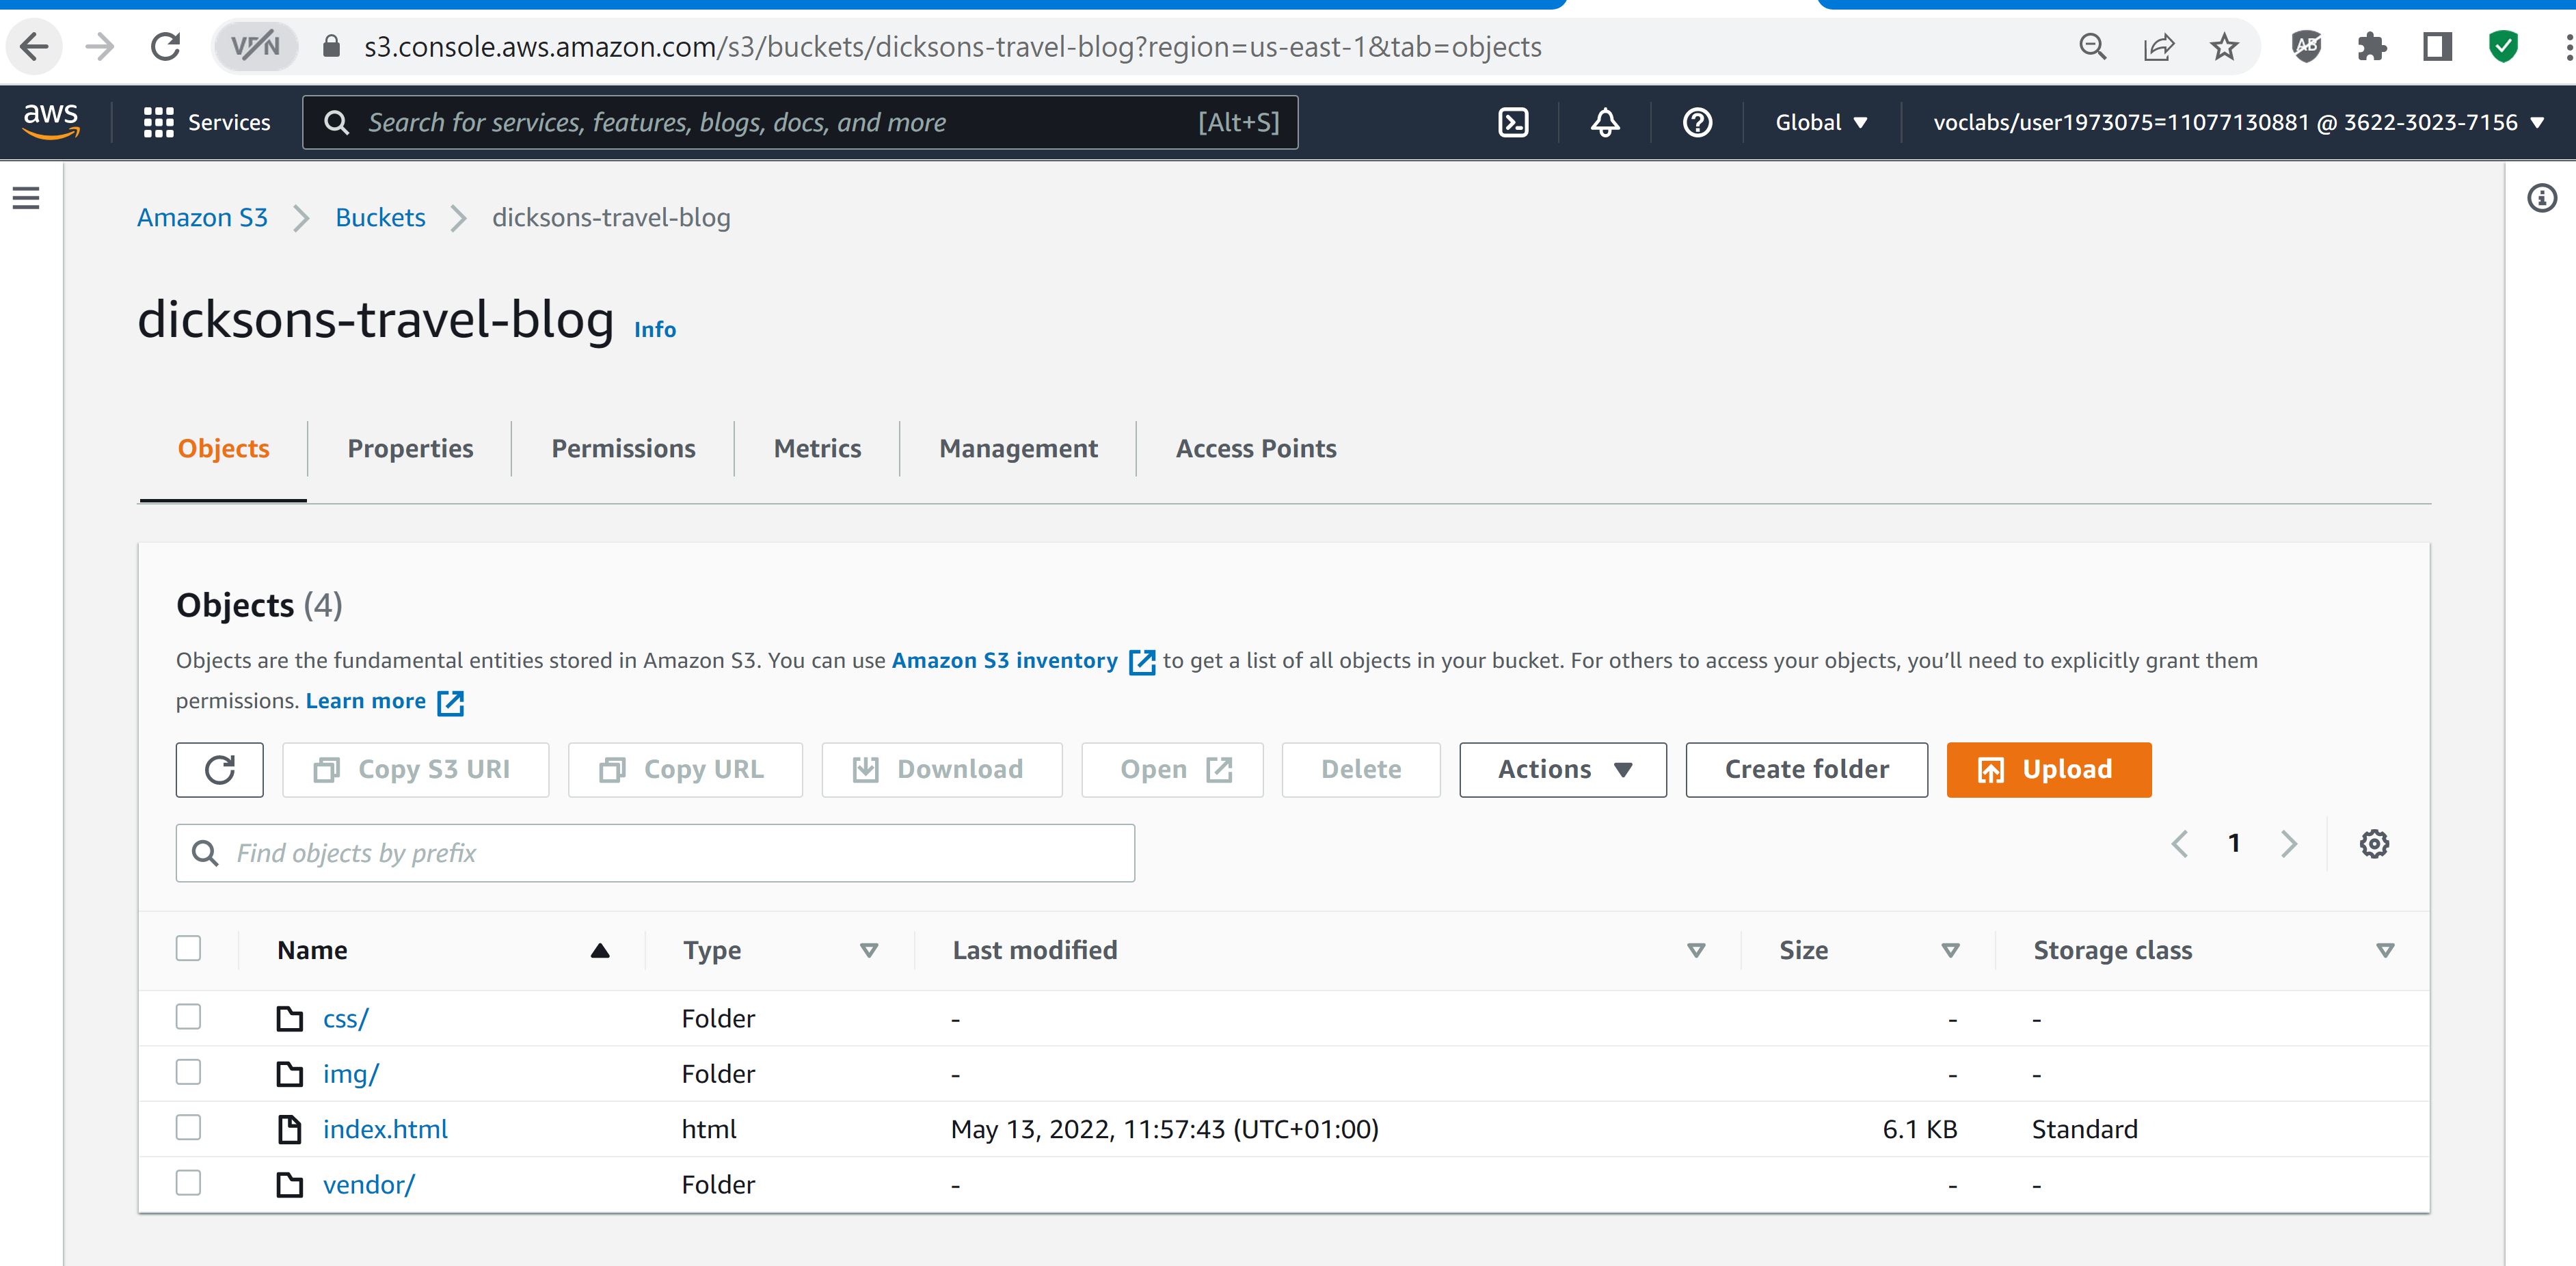 VPN s3.console.aws.amazon.com/s3/buckets/dicksons-travel-blog?region=us-east-1&tab=objects
aws Services Search for services, features, blogs, docs, and more [Alt+S] Global voclabs/user1973075=11077130881 @ 3622-3023-7156
Amazon S3 Buckets dicksons-travel-blog
dicksons-travel-blog Info
Objects Properties Permissions Metrics Management Access Points
Objects (4)
Objects are the fundamental entities stored in Amazon S3. You can use Amazon S3 inventory to get a list of all objects in your bucket. For others to access your objects, you’ll need to explicitly grant them
permissions. Learn more
Copy S3 URI Copy URL Download Open Delete Actions Create folder Upload
Find objects by prefix 1
Name Type Last modified Size Storage class
css/ Folder - - -
img/ Folder - - -
index.html html May 13, 2022, 11:57:43 (UTC+01:00) 6.1 KB Standard
vendor/ Folder - - -